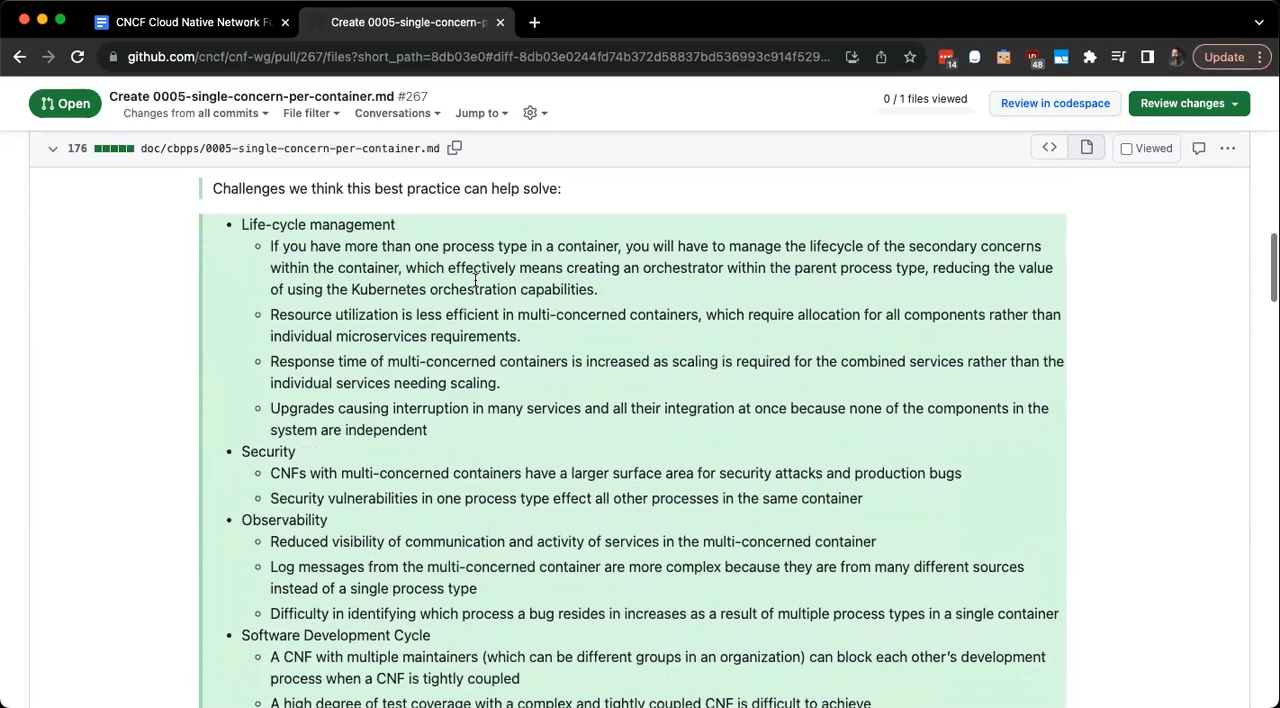 CNCF Cloud Native Network Fu
Create 0005-single-concern-p
github.com/cncf/cnf-wg/pull/267/files?short_path=8db03e0#diff-8db03e0244fd74b372d58837bd536993c914f529...
14
48
Update
Open
Create 0005-single-concern-per-container.md #267
Changes from all commits
File filter
Conversations
Jump to
0 / 1 files viewed
Review in codespace
Review changes
176
doc/cbpps/0005-single-concern-per-container.md
Viewed
Challenges we think this best practice can help solve:
• Life-cycle management
◦ If you have more than one process type in a container, you will have to manage the lifecycle of the secondary concerns
within the container, which effectively means creating an orchestrator within the parent process type, reducing the value
of using the Kubernetes orchestration capabilities.
◦ Resource utilization is less efficient in multi-concerned containers, which require allocation for all components rather than
individual microservices requirements.
◦ Response time of multi-concerned containers is increased as scaling is required for the combined services rather than the
individual services needing scaling.
◦ Upgrades causing interruption in many services and all their integration at once because none of the components in the
system are independent
• Security
◦ CNFs with multi-concerned containers have a larger surface area for security attacks and production bugs
◦ Security vulnerabilities in one process type effect all other processes in the same container
• Observability
◦ Reduced visibility of communication and activity of services in the multi-concerned container
◦ Log messages from the multi-concerned container are more complex because they are from many different sources
instead of a single process type
◦ Difficulty in identifying which process a bug resides in increases as a result of multiple process types in a single container
• Software Development Cycle
◦ A CNF with multiple maintainers (which can be different groups in an organization) can block each other's development
process when a CNF is tightly coupled
◦ A high degree of test coverage with a complex and tightly coupled CNF is difficult to achieve